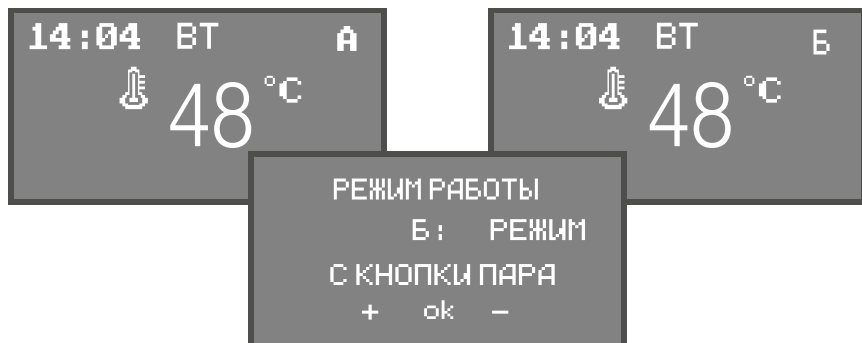 14:04 ВТ А
48 °C
14:04 ВТ Б
48 °C
РЕЖИМ РАБОТЫ
Б: РЕЖИМ
С КНОПКИ ПАРА
+ ok −